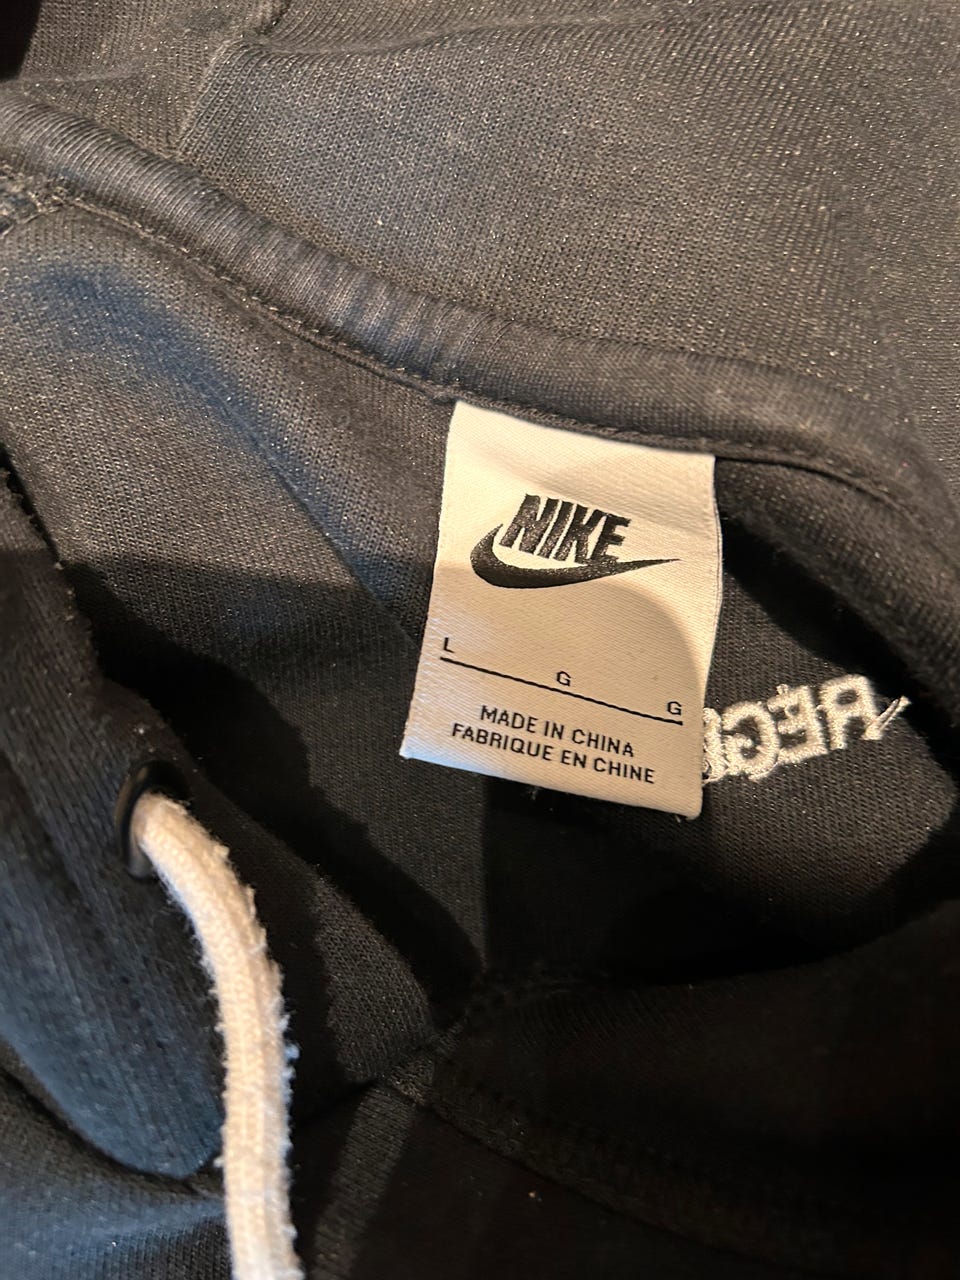 NIKE
L
G
G
MADE IN CHINA
FABRIQUE EN CHINE